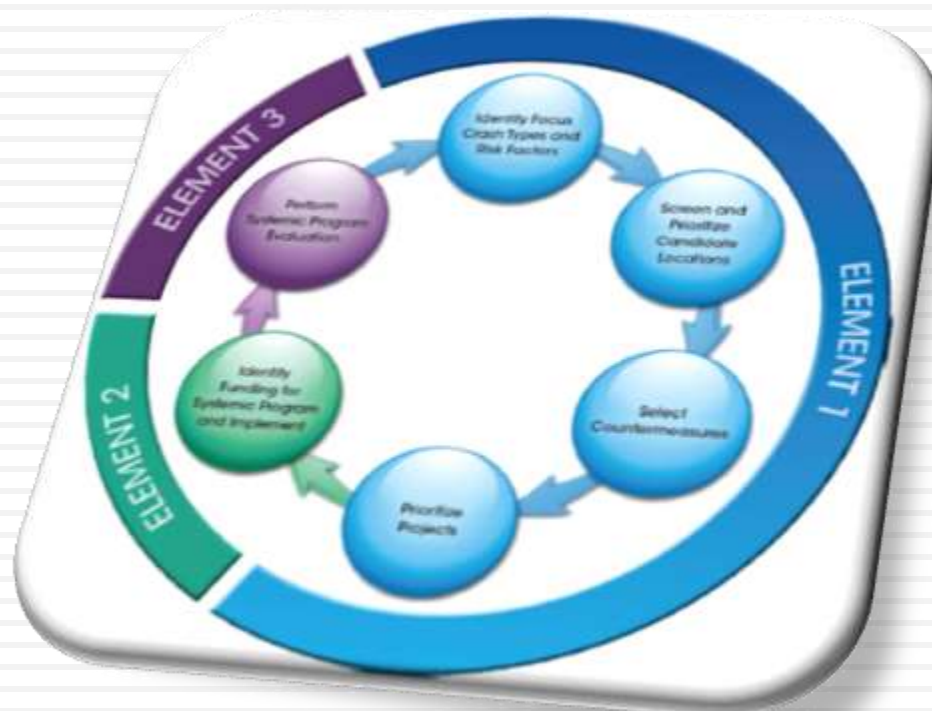 ELEMENT 1
Identify Focus
Crash Types and
Risk Factors
Screen and
Prioritize
Candidate
Locations
Select
Countermeasures
Prioritize
Projects
ELEMENT 2
Identify
Funding for
Systemic Program
and Implement
ELEMENT 3
Perform
Systemic Program
Evaluation